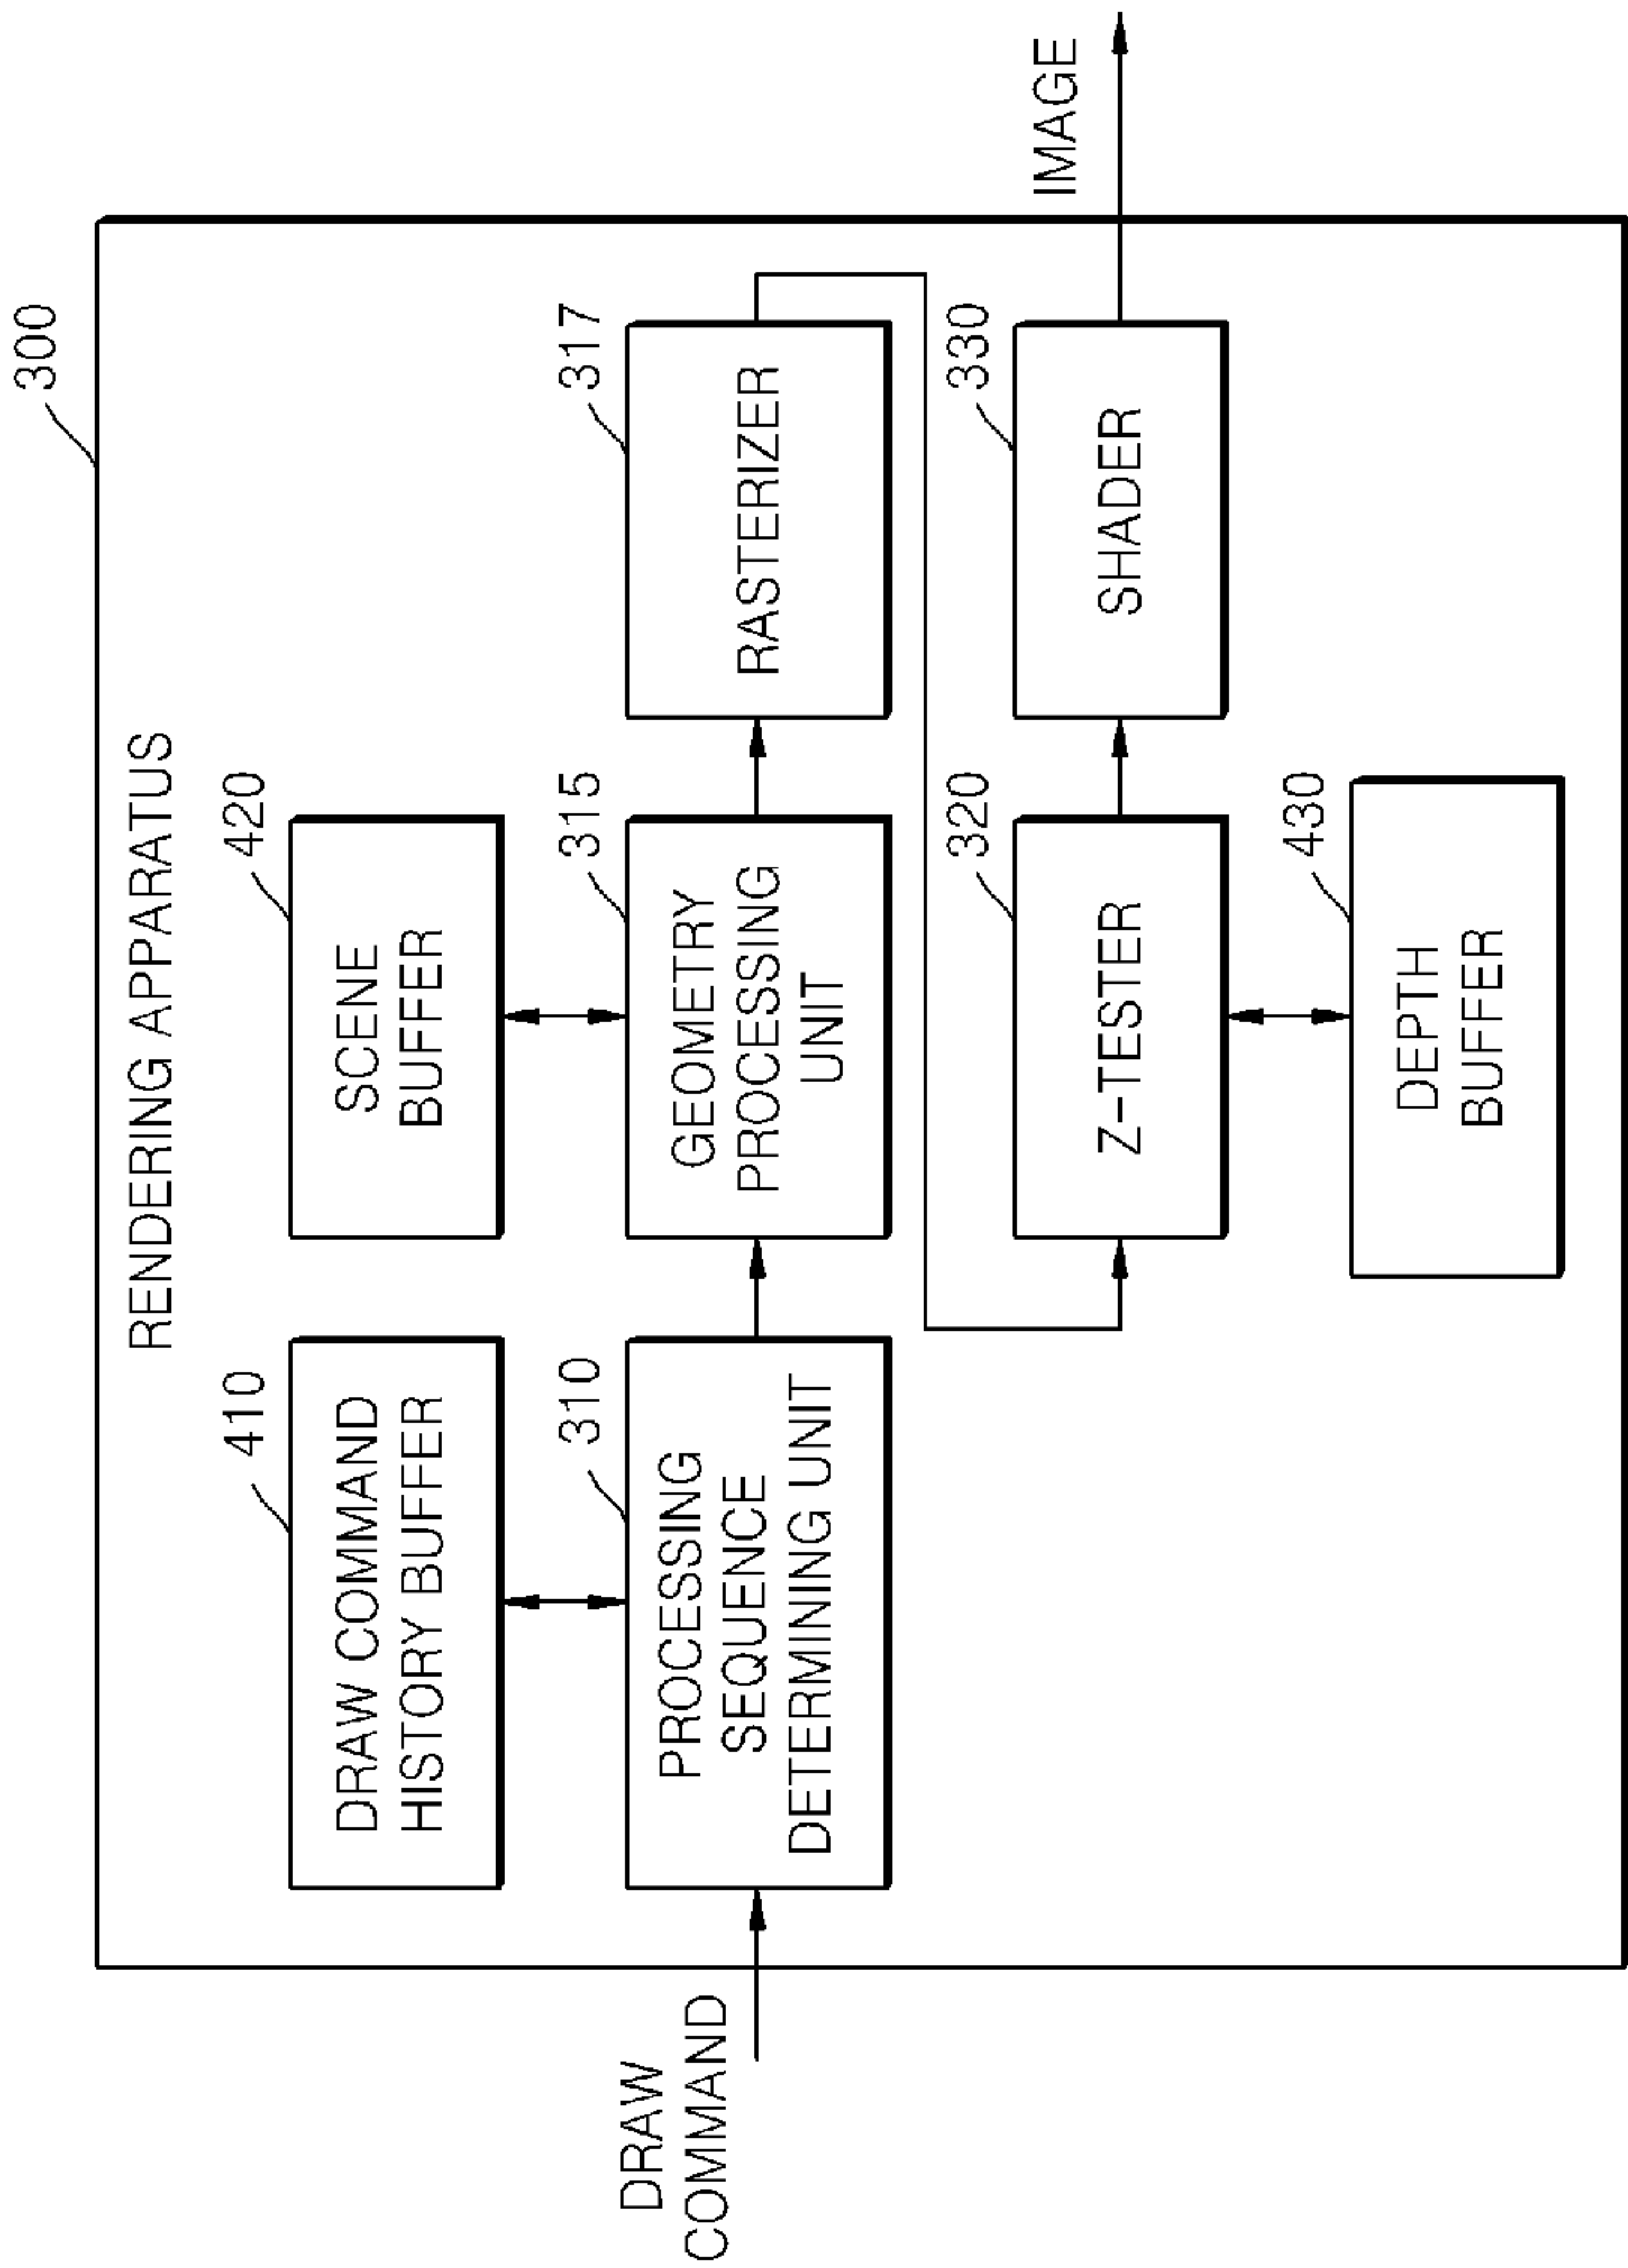 300
RENDERING APPARATUS
410
DRAW COMMAND
HISTORY BUFFER
420
SCENE
BUFFER
DRAW
COMMAND
310
PROCESSING
SEQUENCE
DETERMINING UNIT
315
GEOMETRY
PROCESSING
UNIT
317
RASTERIZER
320
Z-TESTER
330
SHADER
IMAGE
430
DEPTH
BUFFER